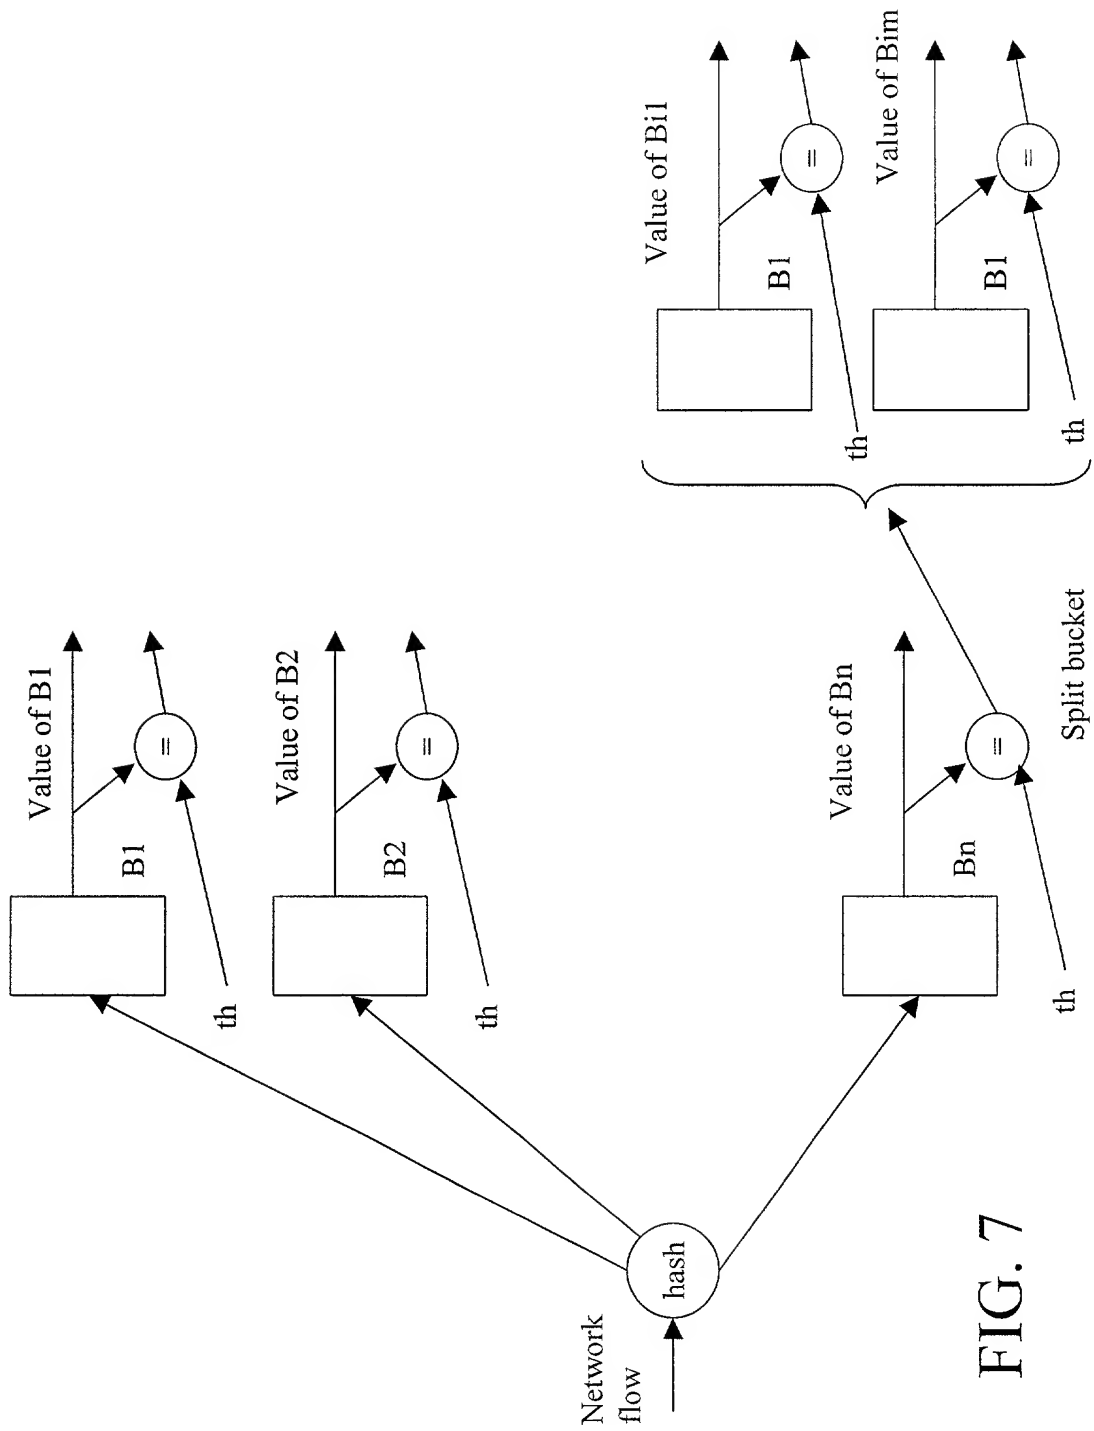 Network
flow
hash
th
B1
=
Value of B1
th
B2
=
Value of B2
th
Bn
=
Value of Bn
Split bucket
th
B1
=
Value of Bi1
th
B1
=
Value of Bim
FIG. 7